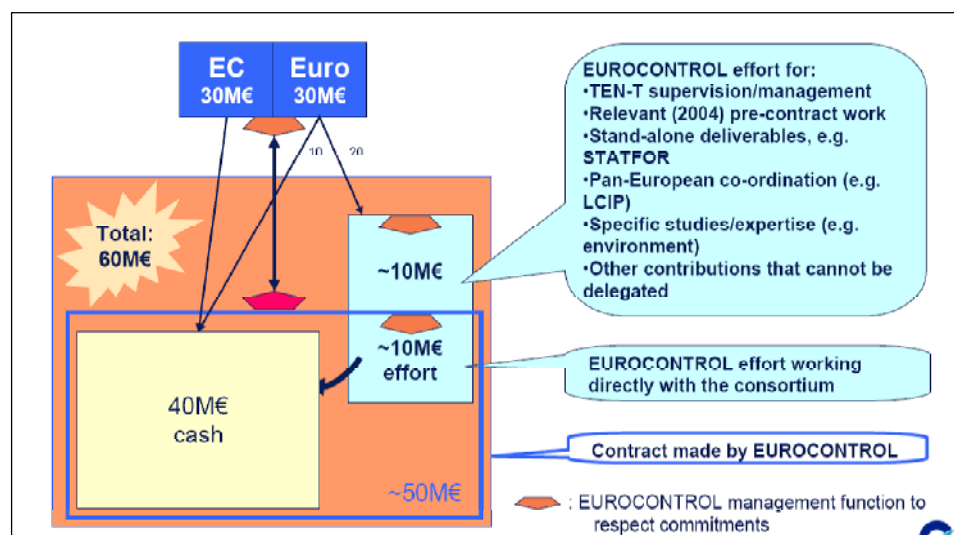 EC
30M€
Euro
30M€
10
20
Total:
60M€
~10M€
~10M€
effort
40M€
cash
~50M€
EUROCONTROL effort for:
•TEN-T supervision/management
•Relevant (2004) pre-contract work
•Stand-alone deliverables, e.g.
STATFOR
•Pan-European co-ordination (e.g.
LCIP)
•Specific studies/expertise (e.g.
environment)
•Other contributions that cannot be
delegated
EUROCONTROL effort working
directly with the consortium
Contract made by EUROCONTROL
: EUROCONTROL management function to
respect commitments